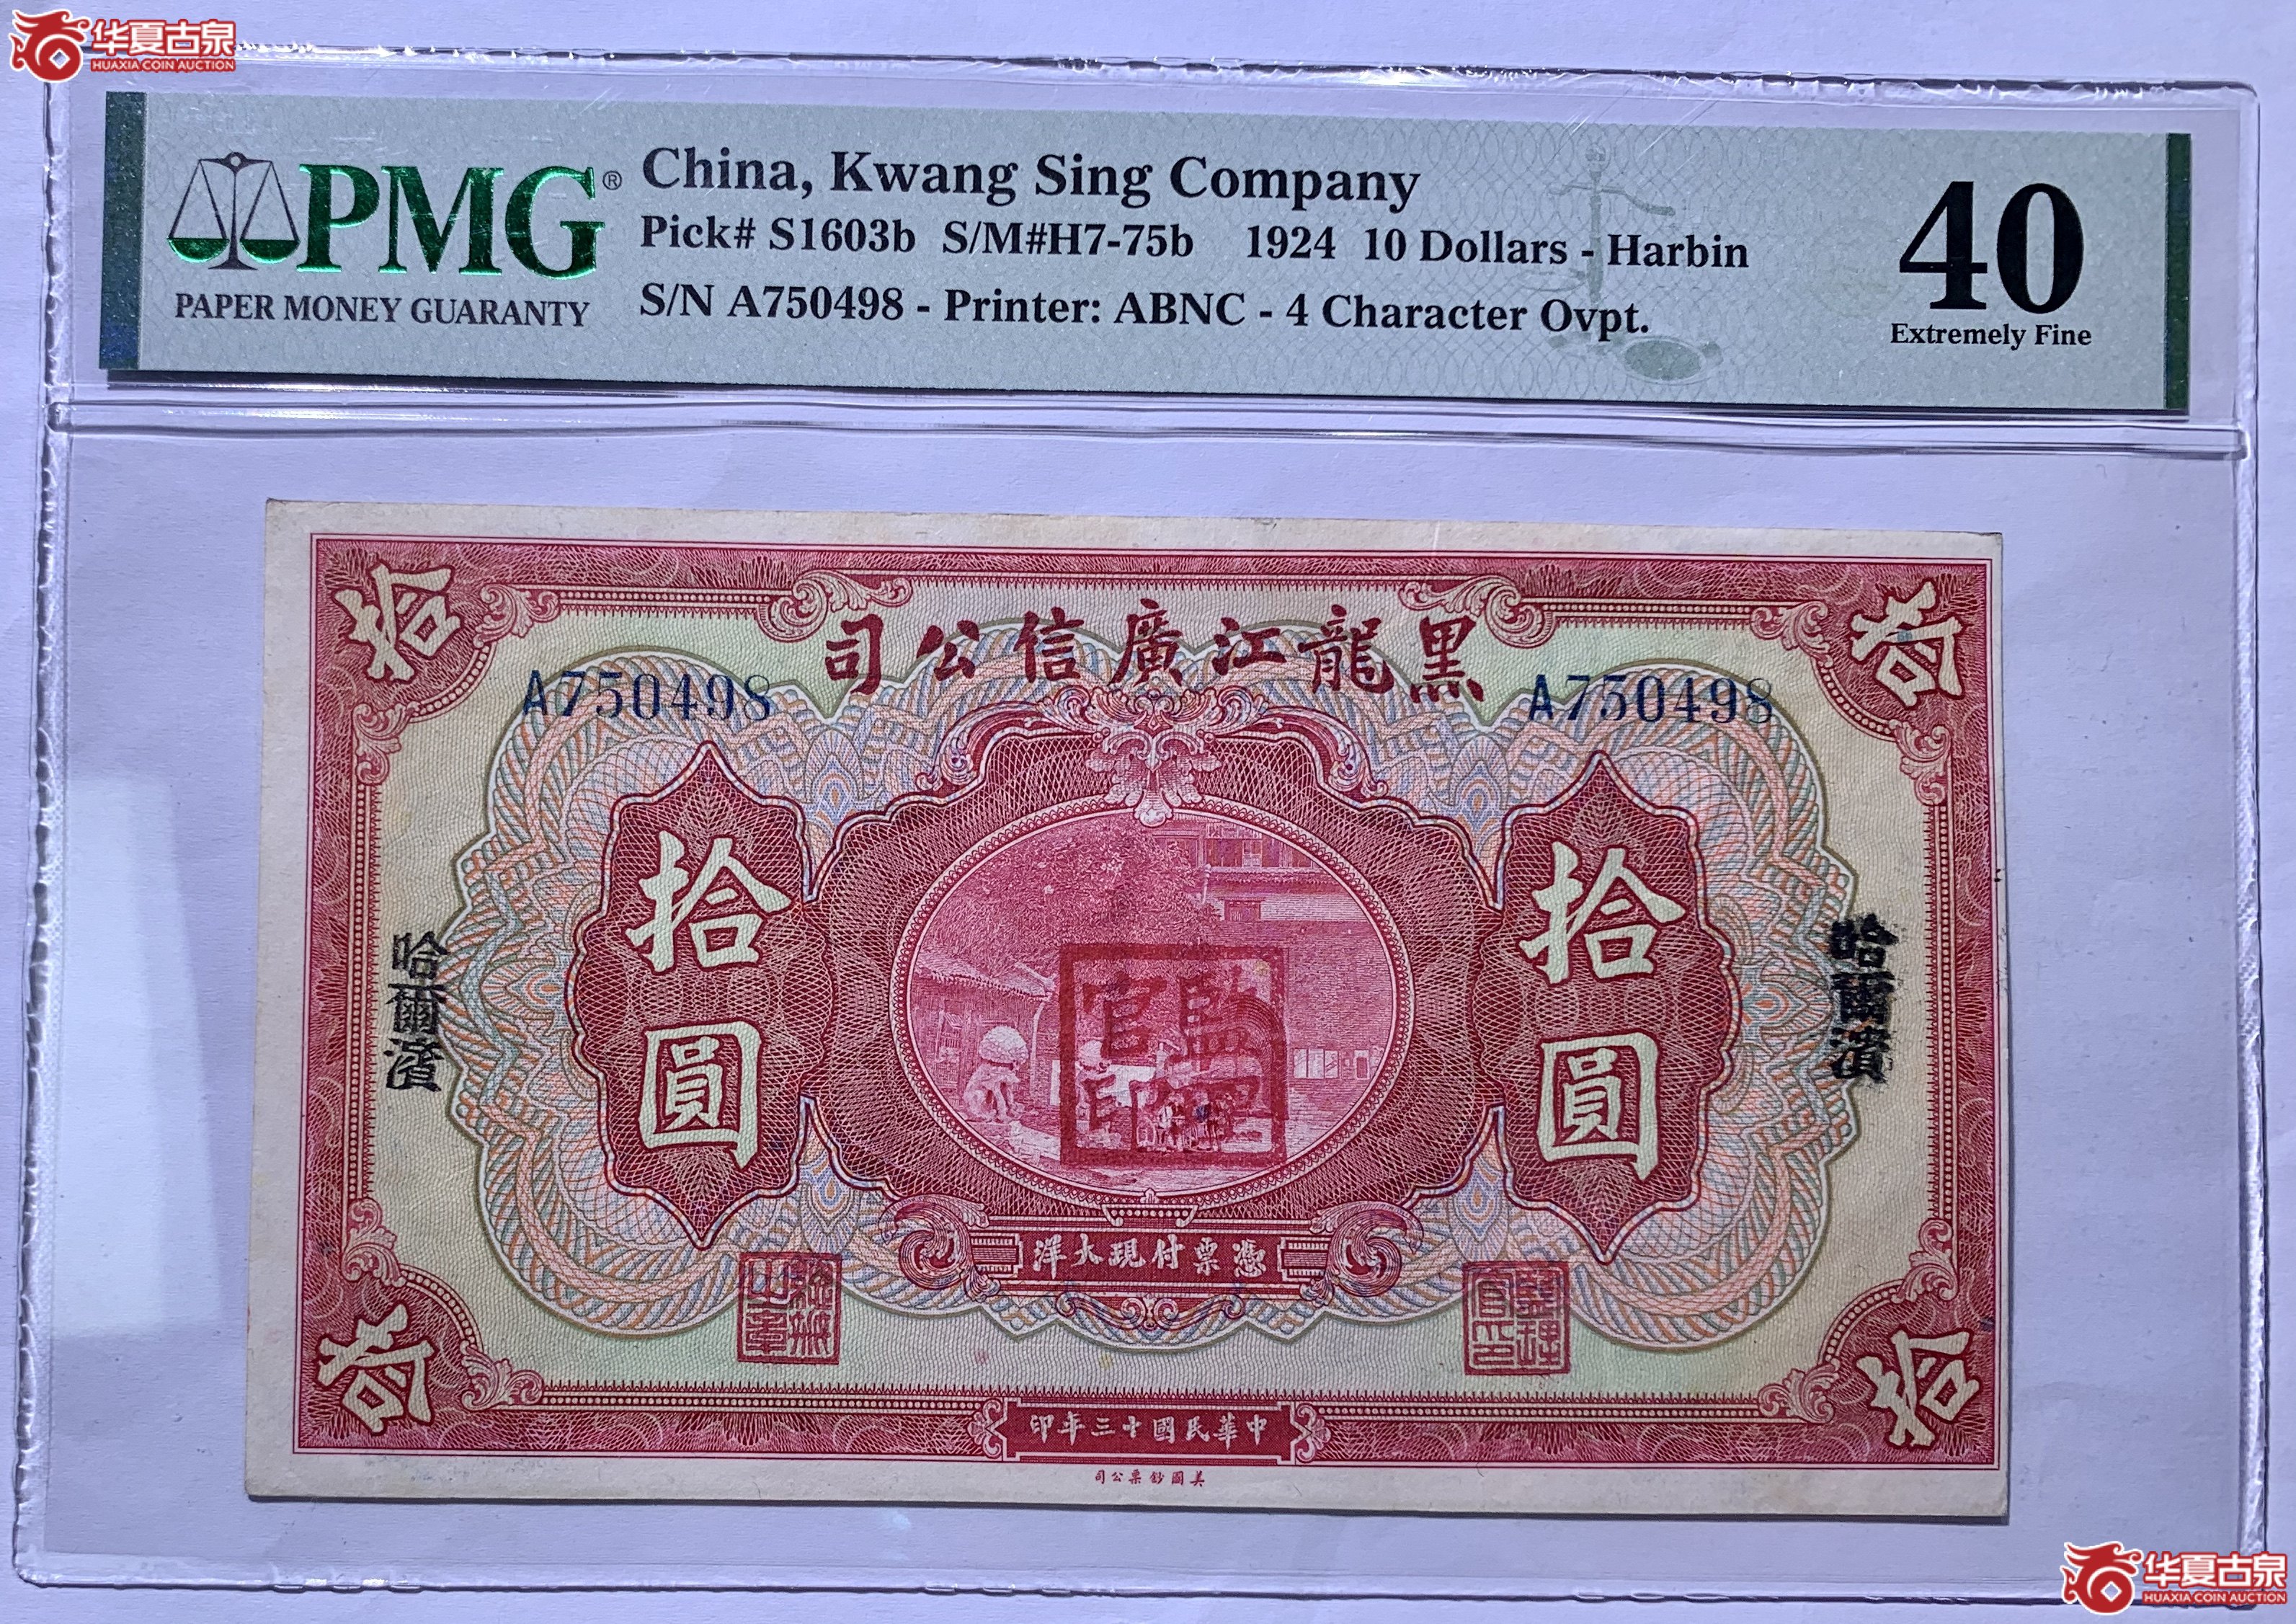 华夏古泉
HUAXIA COIN AUCTION
PMG®
PAPER MONEY GUARANTY
China, Kwang Sing Company
Pick# S1603b S/M#H7-75b 1924 10 Dollars - Harbin
S/N A750498 - Printer: ABNC - 4 Character Ovpt.
40
Extremely Fine
拾
拾
黑龍江廣信公司
A750498
A750498
拾圓
拾圓
哈爾濱
哈爾濱
監理官印
憑票付現大洋
監理官印
拾
拾
中華民國十三年印
美國鈔票公司
华夏古泉
HUAXIA COIN AUCTION